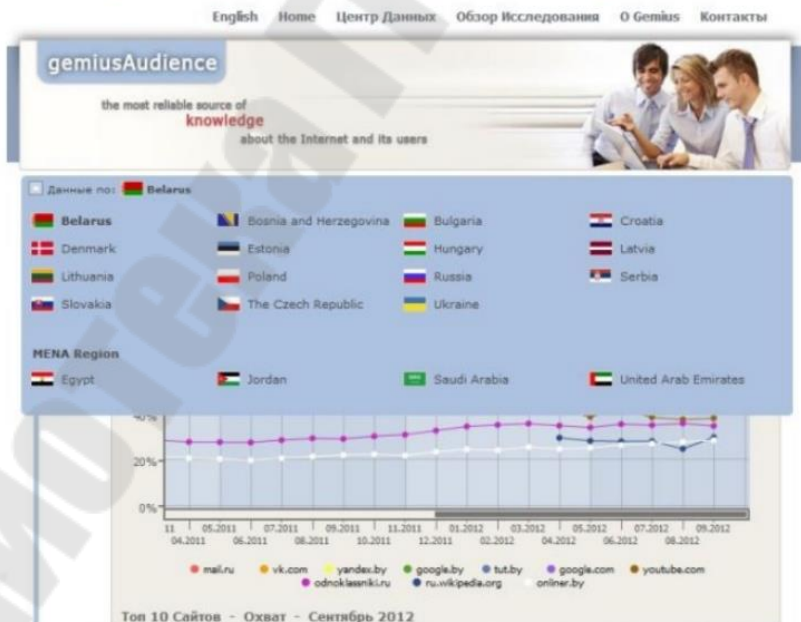 English Home Центр Данных Обзор Исследования О Gemius Контакты
gemiusAudience
the most reliable source of
knowledge
about the Internet and its users
Данные по: Belarus
Belarus Bosnia and Herzegovina Bulgaria Croatia
Denmark Estonia Hungary Latvia
Lithuania Poland Russia Serbia
Slovakia The Czech Republic Ukraine
MENA Region
Egypt Jordan Saudi Arabia United Arab Emirates
40%
20%
0%
11 05.2011 07.2011 09.2011 11.2011 01.2012 03.2012 05.2012 07.2012 09.2012
04.2011 06.2011 08.2011 10.2011 12.2011 02.2012 04.2012 06.2012 08.2012
mail.ru vk.com yandex.by google.by tut.by google.com youtube.com
odnoklassniki.ru ru.wikipedia.org onliner.by
Топ 10 Сайтов - Охват - Сентябрь 2012